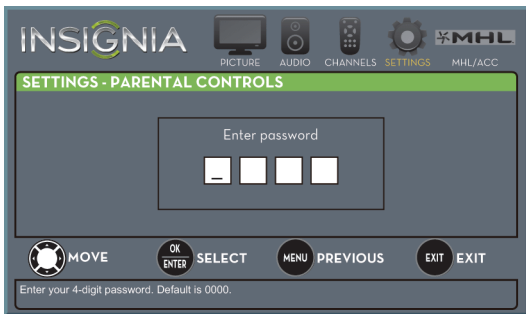 INSIGNIA
PICTURE AUDIO CHANNELS SETTINGS MHL MHL/ACC
SETTINGS - PARENTAL CONTROLS
Enter password
_
MOVE OK ENTER SELECT MENU PREVIOUS EXIT EXIT
Enter your 4-digit password. Default is 0000.